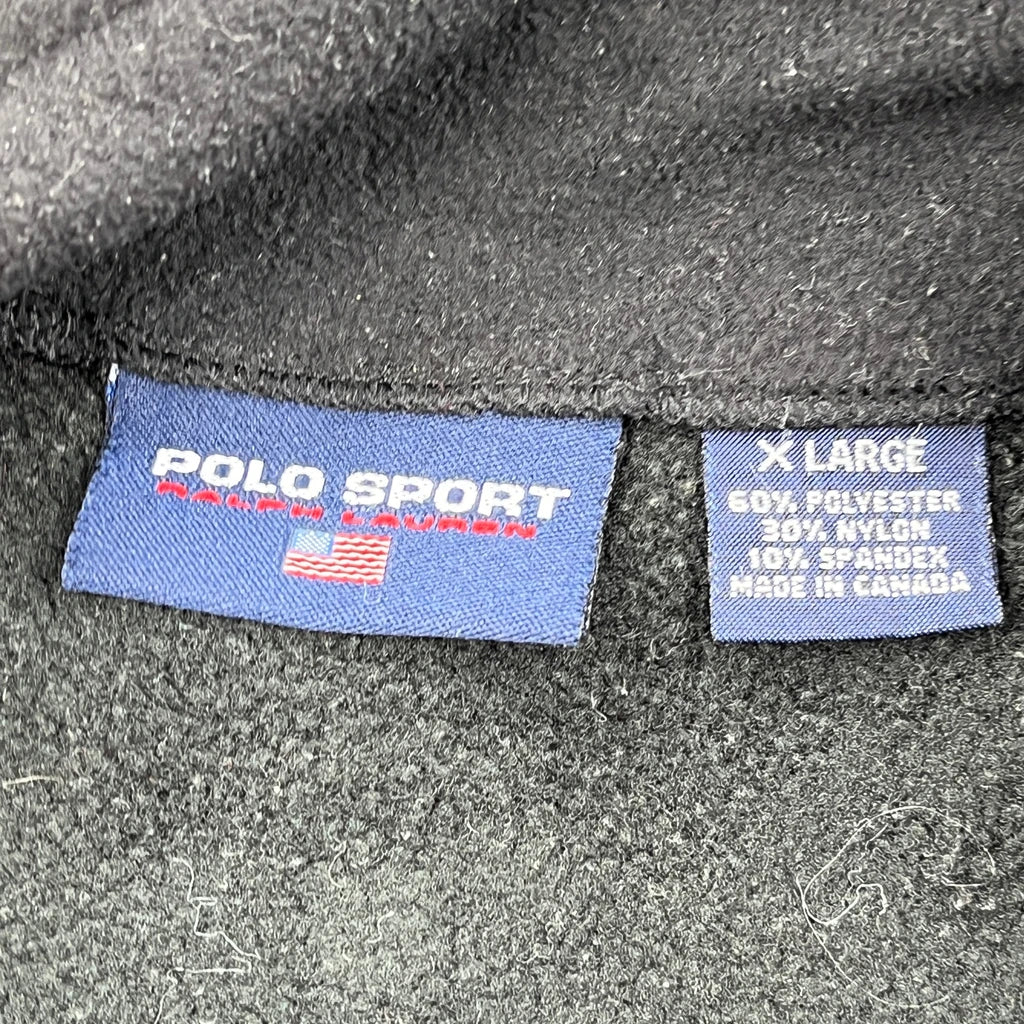 POLO SPORT
RALPH LAUREN
X LARGE
60% POLYESTER
30% NYLON
10% SPANDEX
MADE IN CANADA